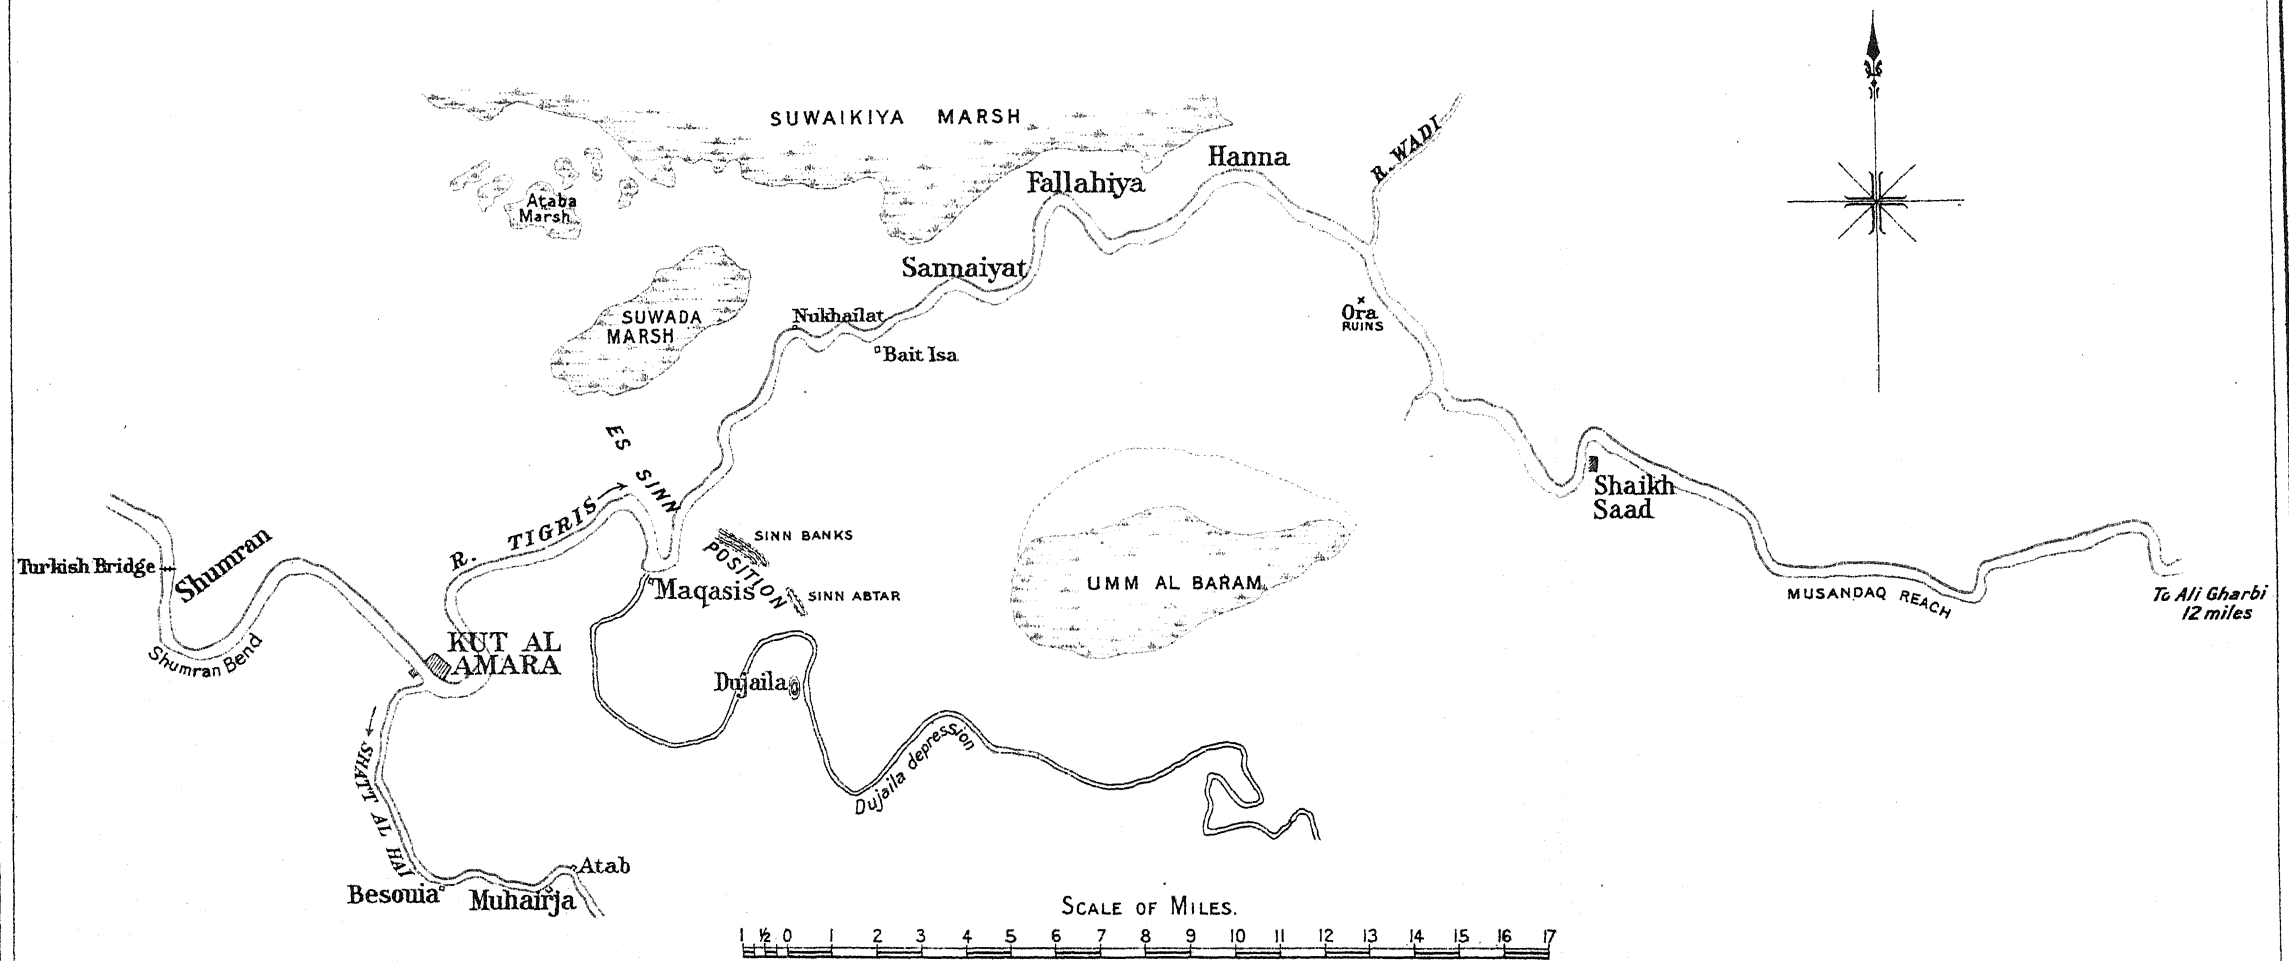 SUWAIKIYA MARSH
Hanna
R. WADI
Fallahiya
Ataba
Marsh
Sannaiyat
SUWADA
MARSH
Nukhailat
Bait Isa
Ora
RUINS
ES SINN
POSITION
SINN BANKS
SINN ABTAR
Shaikh
Saad
R. TIGRIS
Turkish Bridge
Shumran
Shumran Bend
Maqasis
UMM AL BARAM
MUSANDAQ REACH
To Ali Gharbi
12 miles
KUT AL
AMARA
Dujaila
Dujaila depression
SHATT AL HAI
Atab
Besouia
Muhairja
SCALE OF MILES.
1 ½ 0 1 2 3 4 5 6 7 8 9 10 11 12 13 14 15 16 17